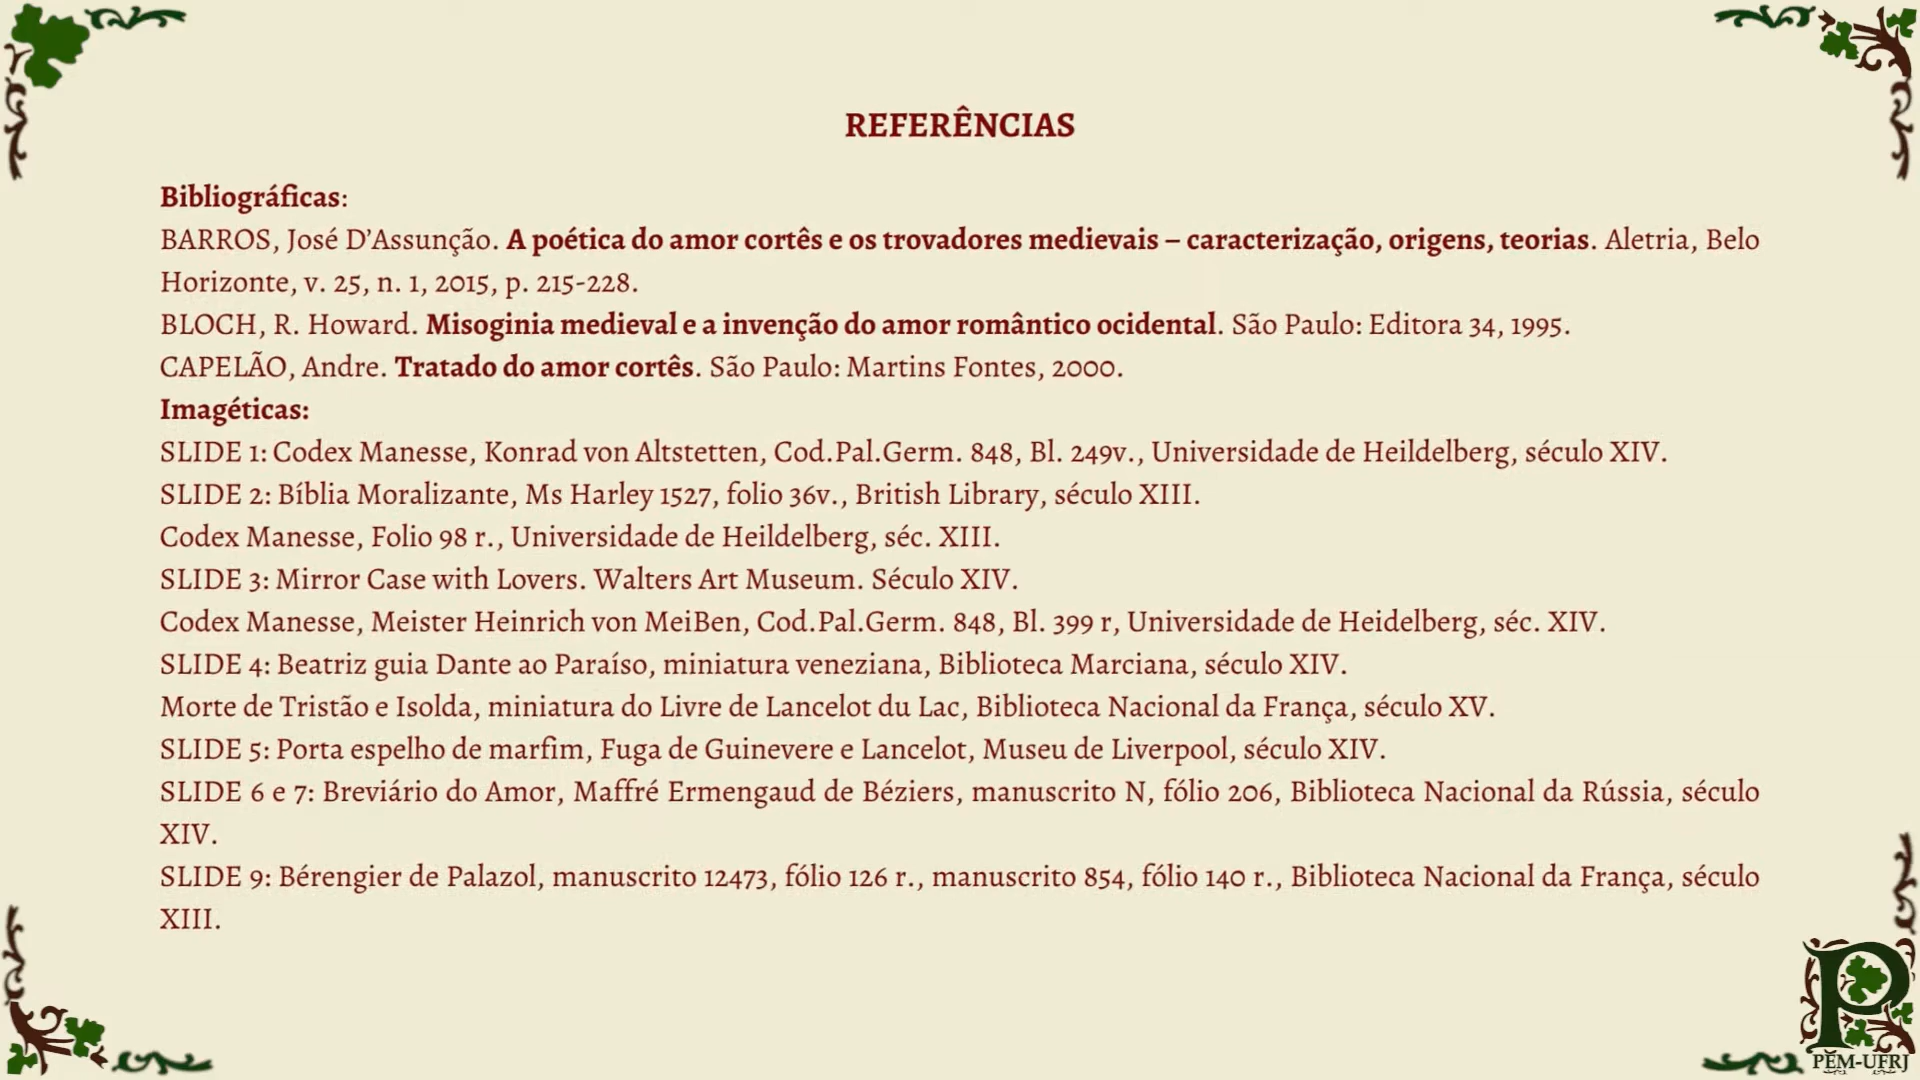 REFERÊNCIAS
Bibliográficas:
BARROS, José D’Assunção. A poética do amor cortês e os trovadores medievais – caracterização, origens, teorias. Aletria, Belo
Horizonte, v. 25, n. 1, 2015, p. 215-228.
BLOCH, R. Howard. Misoginia medieval e a invenção do amor romântico ocidental. São Paulo: Editora 34, 1995.
CAPELÃO, Andre. Tratado do amor cortês. São Paulo: Martins Fontes, 2000.
Imagéticas:
SLIDE 1: Codex Manesse, Konrad von Altstetten, Cod.Pal.Germ. 848, Bl. 249v., Universidade de Heildelberg, século XIV.
SLIDE 2: Bíblia Moralizante, Ms Harley 1527, folio 36v., British Library, século XIII.
Codex Manesse, Folio 98 r., Universidade de Heildelberg, séc. XIII.
SLIDE 3: Mirror Case with Lovers. Walters Art Museum. Século XIV.
Codex Manesse, Meister Heinrich von MeiBen, Cod.Pal.Germ. 848, Bl. 399 r, Universidade de Heidelberg, séc. XIV.
SLIDE 4: Beatriz guia Dante ao Paraíso, miniatura veneziana, Biblioteca Marciana, século XIV.
Morte de Tristão e Isolda, miniatura do Livre de Lancelot du Lac, Biblioteca Nacional da França, século XV.
SLIDE 5: Porta espelho de marfim, Fuga de Guinevere e Lancelot, Museu de Liverpool, século XIV.
SLIDE 6 e 7: Breviário do Amor, Maffré Ermengaud de Béziers, manuscrito N, fólio 206, Biblioteca Nacional da Rússia, século
XIV.
SLIDE 9: Bérengier de Palazol, manuscrito 12473, fólio 126 r., manuscrito 854, fólio 140 r., Biblioteca Nacional da França, século
XIII.
P
PEM-UFRJ